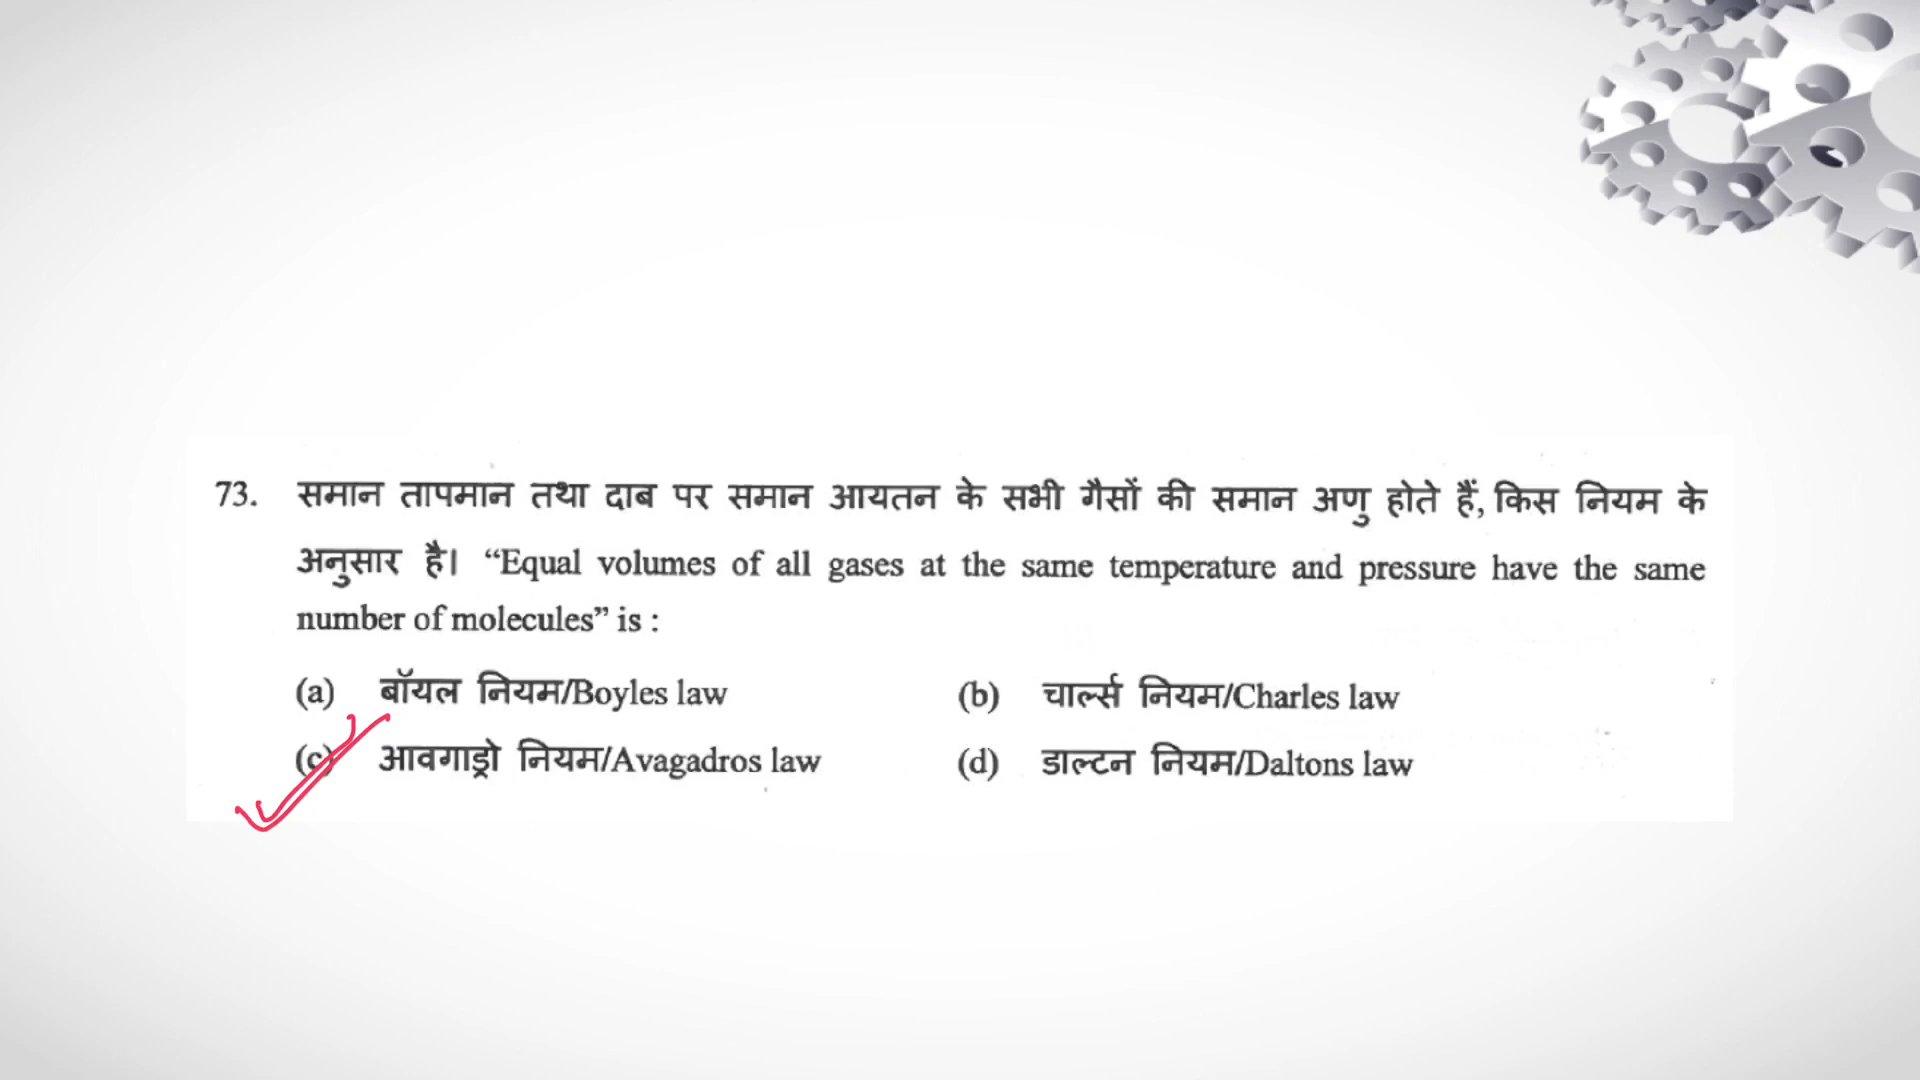 73. समान तापमान तथा दाब पर समान आयतन के सभी गैसों की समान अणु होते हैं, किस नियम के
अनुसार है। “Equal volumes of all gases at the same temperature and pressure have the same
number of molecules” is :
(a) बॉयल नियम/Boyles law (b) चार्ल्स नियम/Charles law
(c) आवगाड्रो नियम/Avagadros law (d) डाल्टन नियम/Daltons law